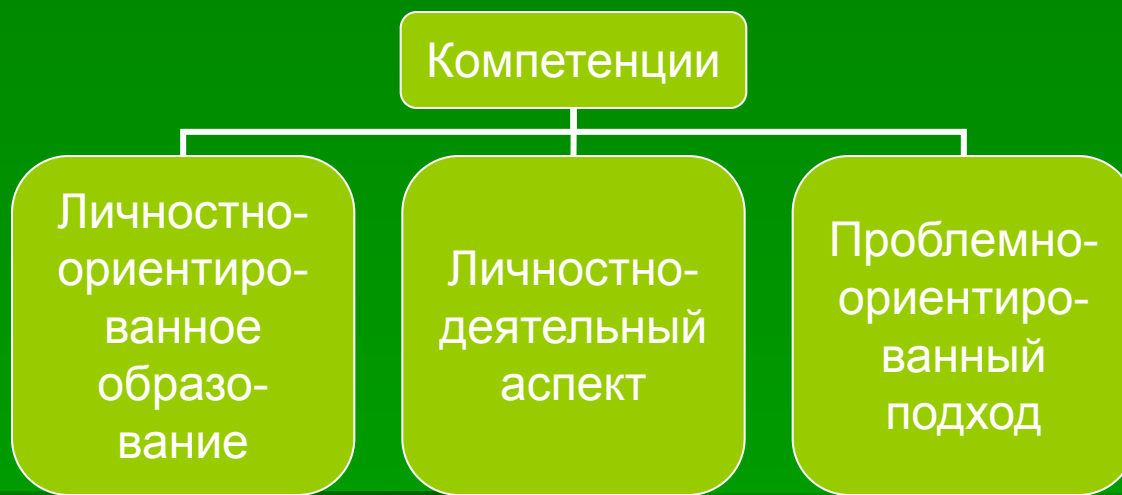 Компетенции
Личностно-
ориентиро-
ванное
образо-
вание
Личностно-
деятельный
аспект
Проблемно-
ориентиро-
ванный
подход